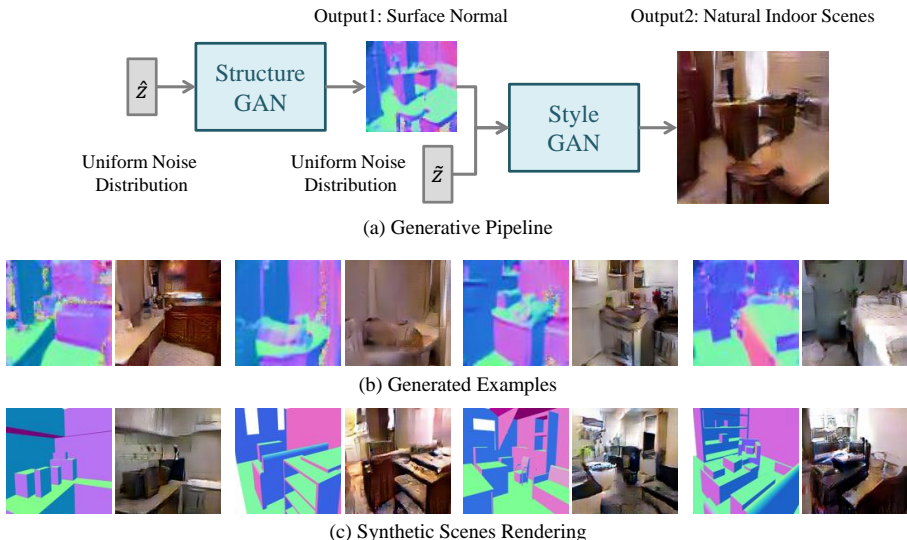 Output1: Surface Normal
Output2: Natural Indoor Scenes
ẑ
Structure
GAN
Style
GAN
Uniform Noise
Distribution
Uniform Noise
Distribution
z̃
(a) Generative Pipeline
(b) Generated Examples
(c) Synthetic Scenes Rendering